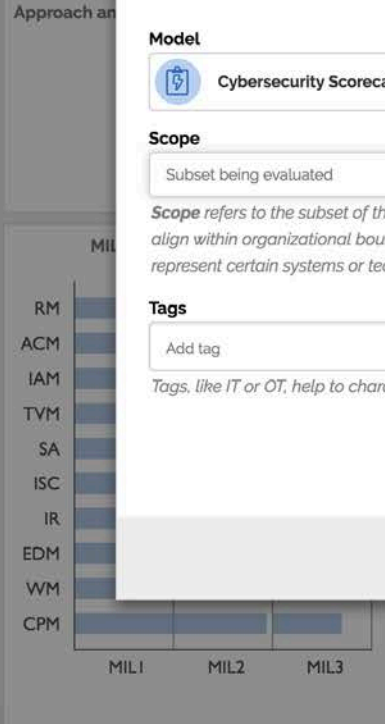 Approach an
Model
Cybersecurity Scoreca
Scope
Subset being evaluated
Scope refers to the subset of th
align within organizational bou
represent certain systems or tec
MIL
Tags
Add tag
Tags, like IT or OT, help to chara
RM
ACM
IAM
TVM
SA
ISC
IR
EDM
WM
CPM
MIL1
MIL2
MIL3